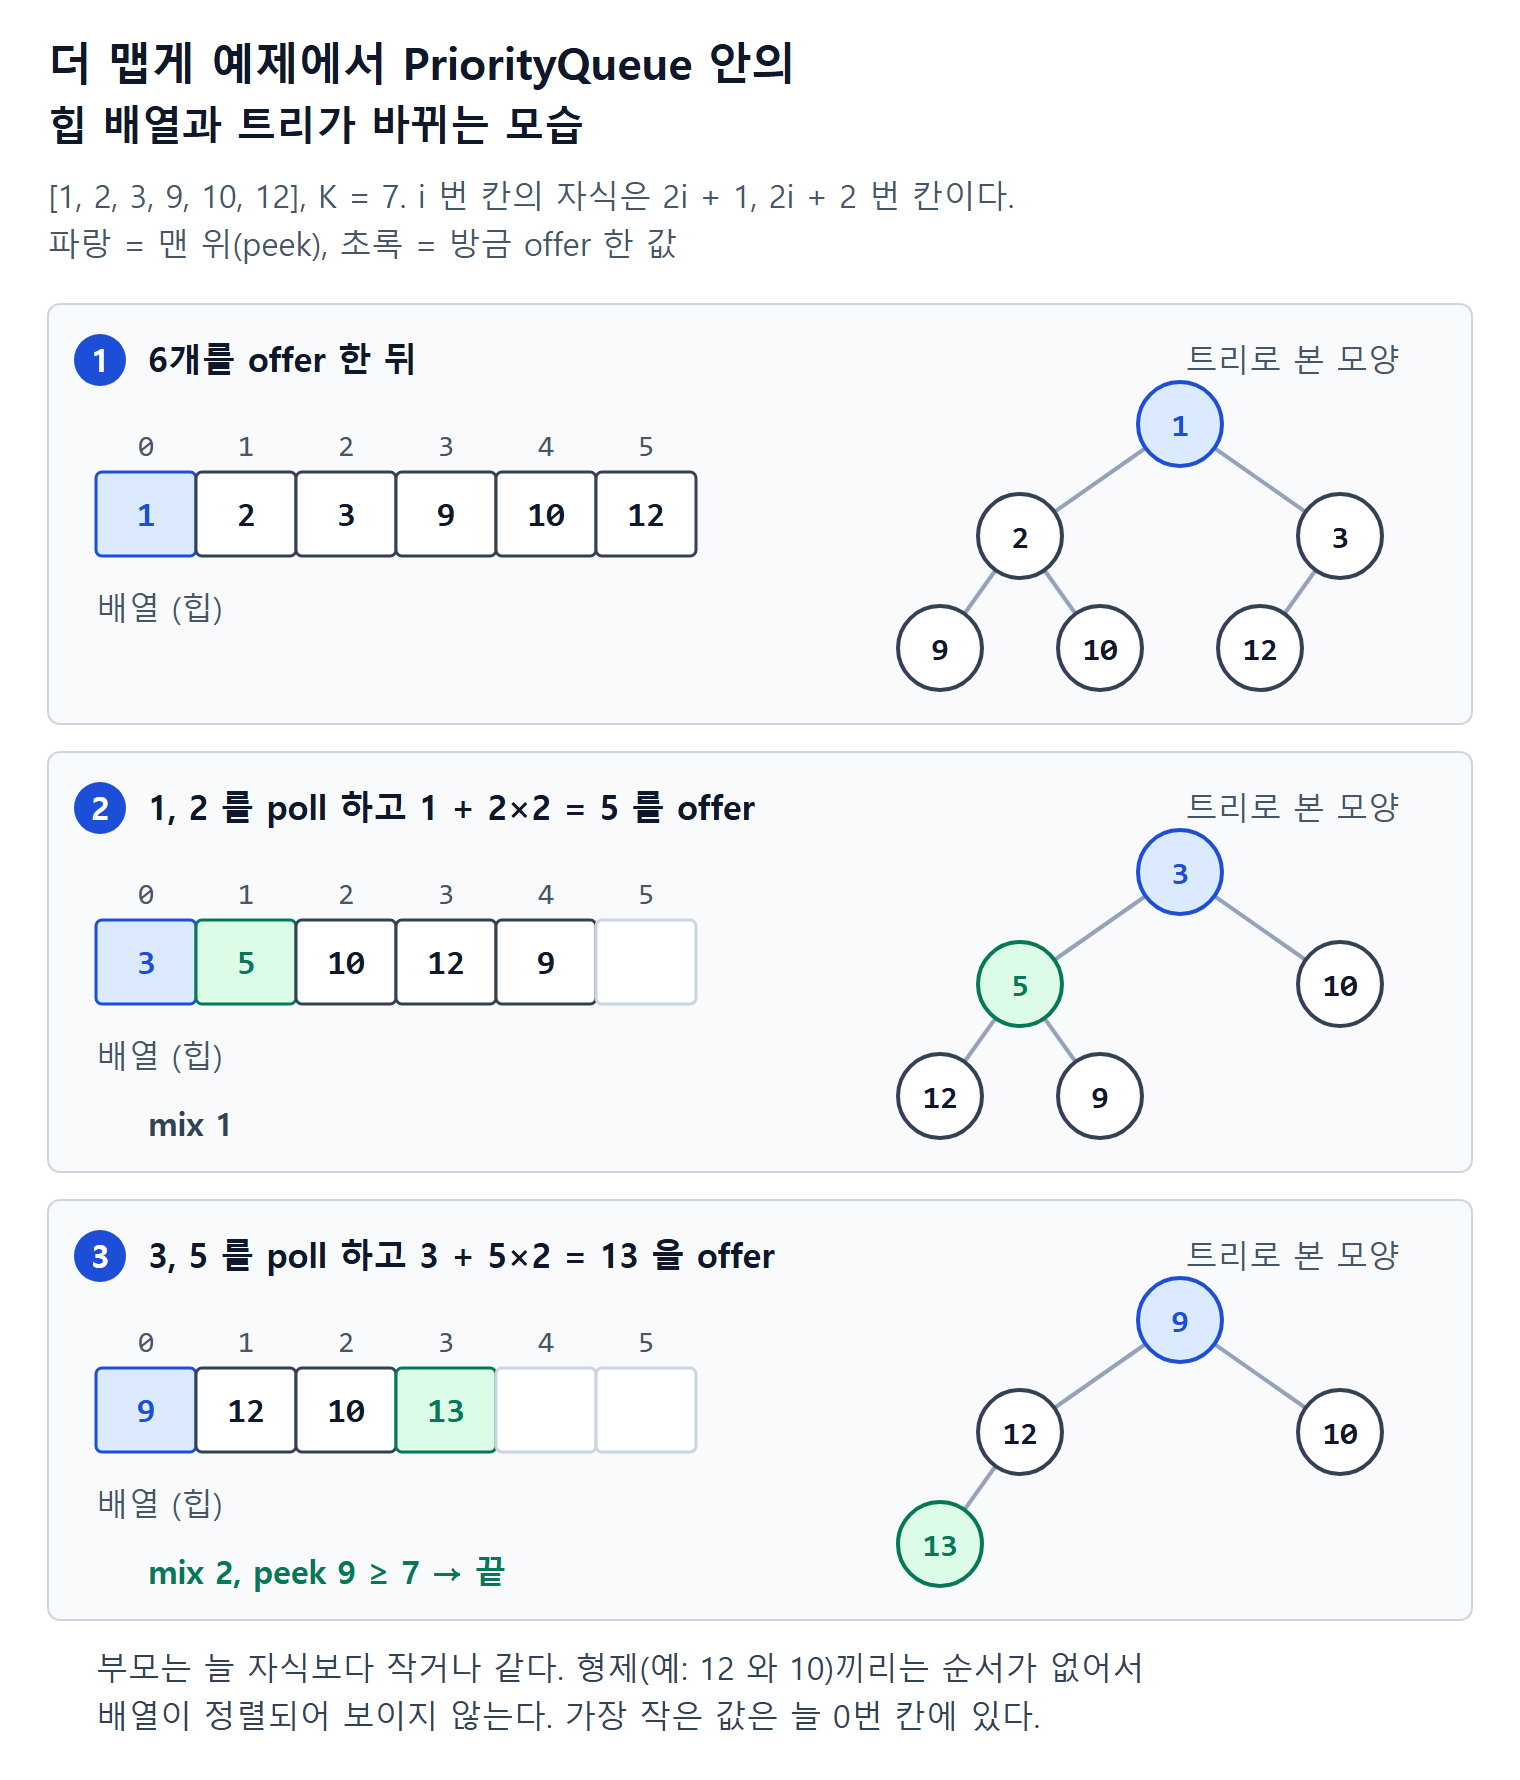 더 맵게 예제에서 PriorityQueue 안의
힙 배열과 트리가 바뀌는 모습
[1, 2, 3, 9, 10, 12], K = 7. i 번 칸의 자식은 2i + 1, 2i + 2 번 칸이다.
파랑 = 맨 위(peek), 초록 = 방금 offer 한 값
1 6개를 offer 한 뒤
트리로 본 모양
0 1 2 3 4 5
1 2 3 9 10 12
배열 (힙)
1
2 3
9 10 12
2 1, 2 를 poll 하고 1 + 2×2 = 5 를 offer
트리로 본 모양
0 1 2 3 4 5
3 5 10 12 9
배열 (힙)
mix 1
3
5 10
12 9
3 3, 5 를 poll 하고 3 + 5×2 = 13 을 offer
트리로 본 모양
0 1 2 3 4 5
9 12 10 13
배열 (힙)
mix 2, peek 9 ≥ 7 → 끝
9
12 10
13
부모는 늘 자식보다 작거나 같다. 형제(예: 12 와 10)끼리는 순서가 없어서
배열이 정렬되어 보이지 않는다. 가장 작은 값은 늘 0번 칸에 있다.